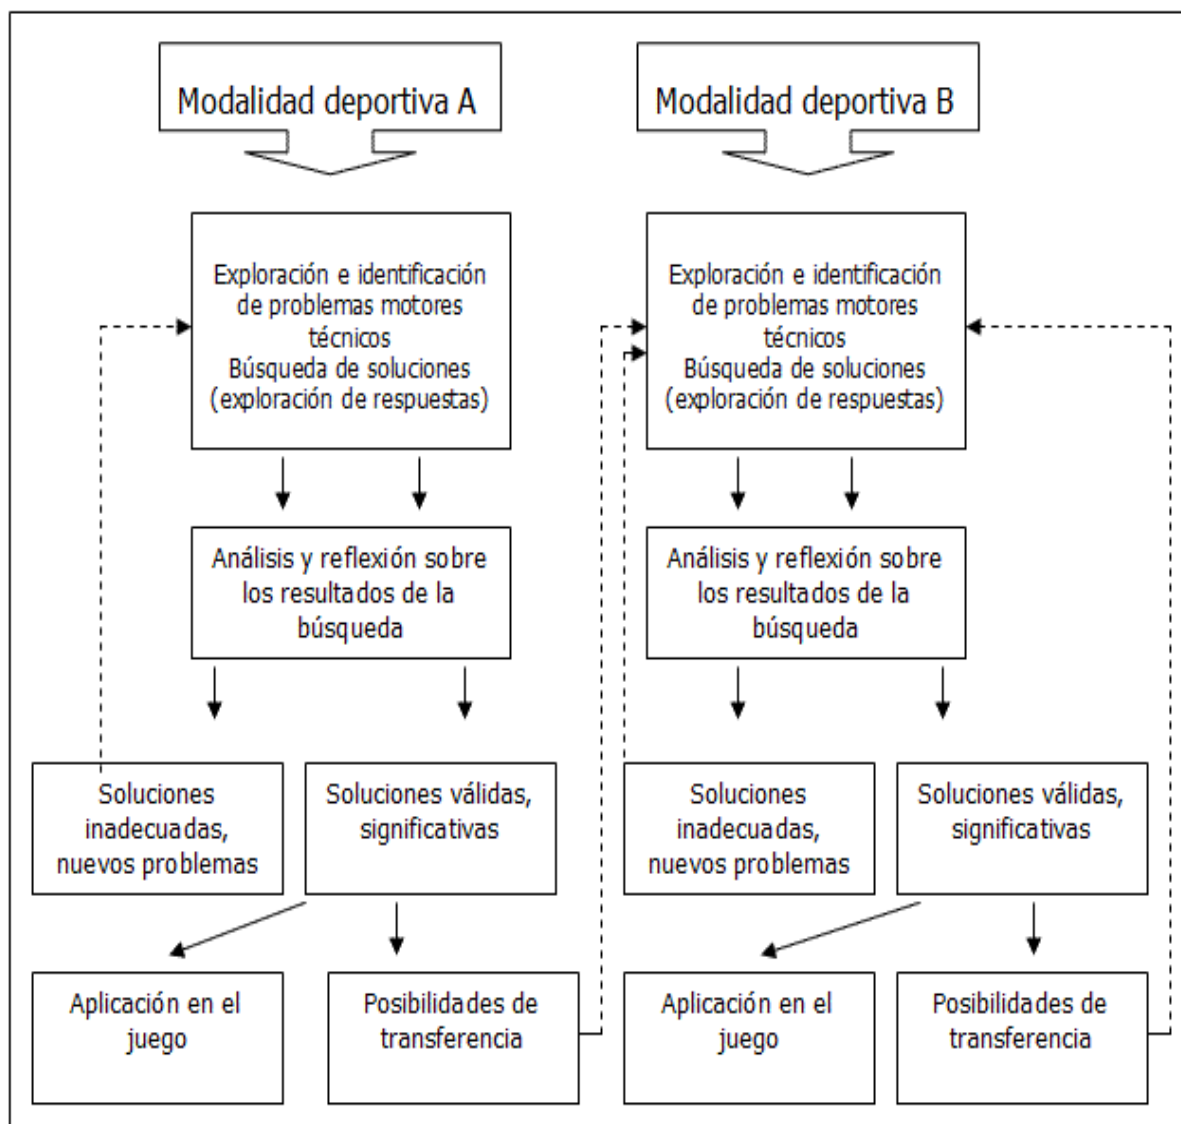 Modalidad deportiva A
Modalidad deportiva B
Exploración e identificación
de problemas motores
técnicos
Búsqueda de soluciones
(exploración de respuestas)
Exploración e identificación
de problemas motores
técnicos
Búsqueda de soluciones
(exploración de respuestas)
Análisis y reflexión sobre
los resultados de la
búsqueda
Análisis y reflexión sobre
los resultados de la
búsqueda
Soluciones
inadecuadas,
nuevos problemas
Soluciones válidas,
significativas
Soluciones
inadecuadas,
nuevos problemas
Soluciones válidas,
significativas
Aplicación en el
juego
Posibilidades de
transferencia
Aplicación en el
juego
Posibilidades de
transferencia